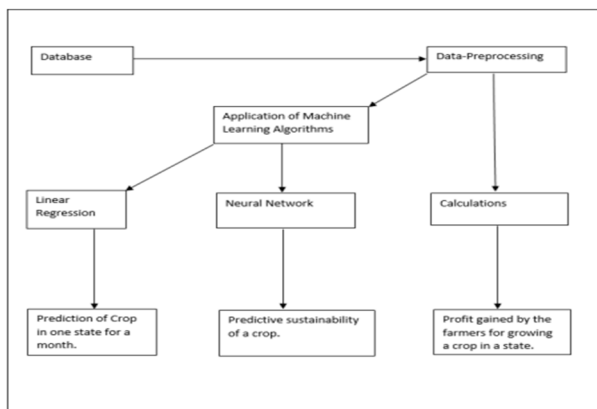 Database
Data-Preprocessing
Application of Machine
Learning Algorithms
Linear
Regression
Neural Network
Calculations
Prediction of Crop
in one state for a
month.
Predictive sustainability
of a crop.
Profit gained by the
farmers for growing
a crop in a state.